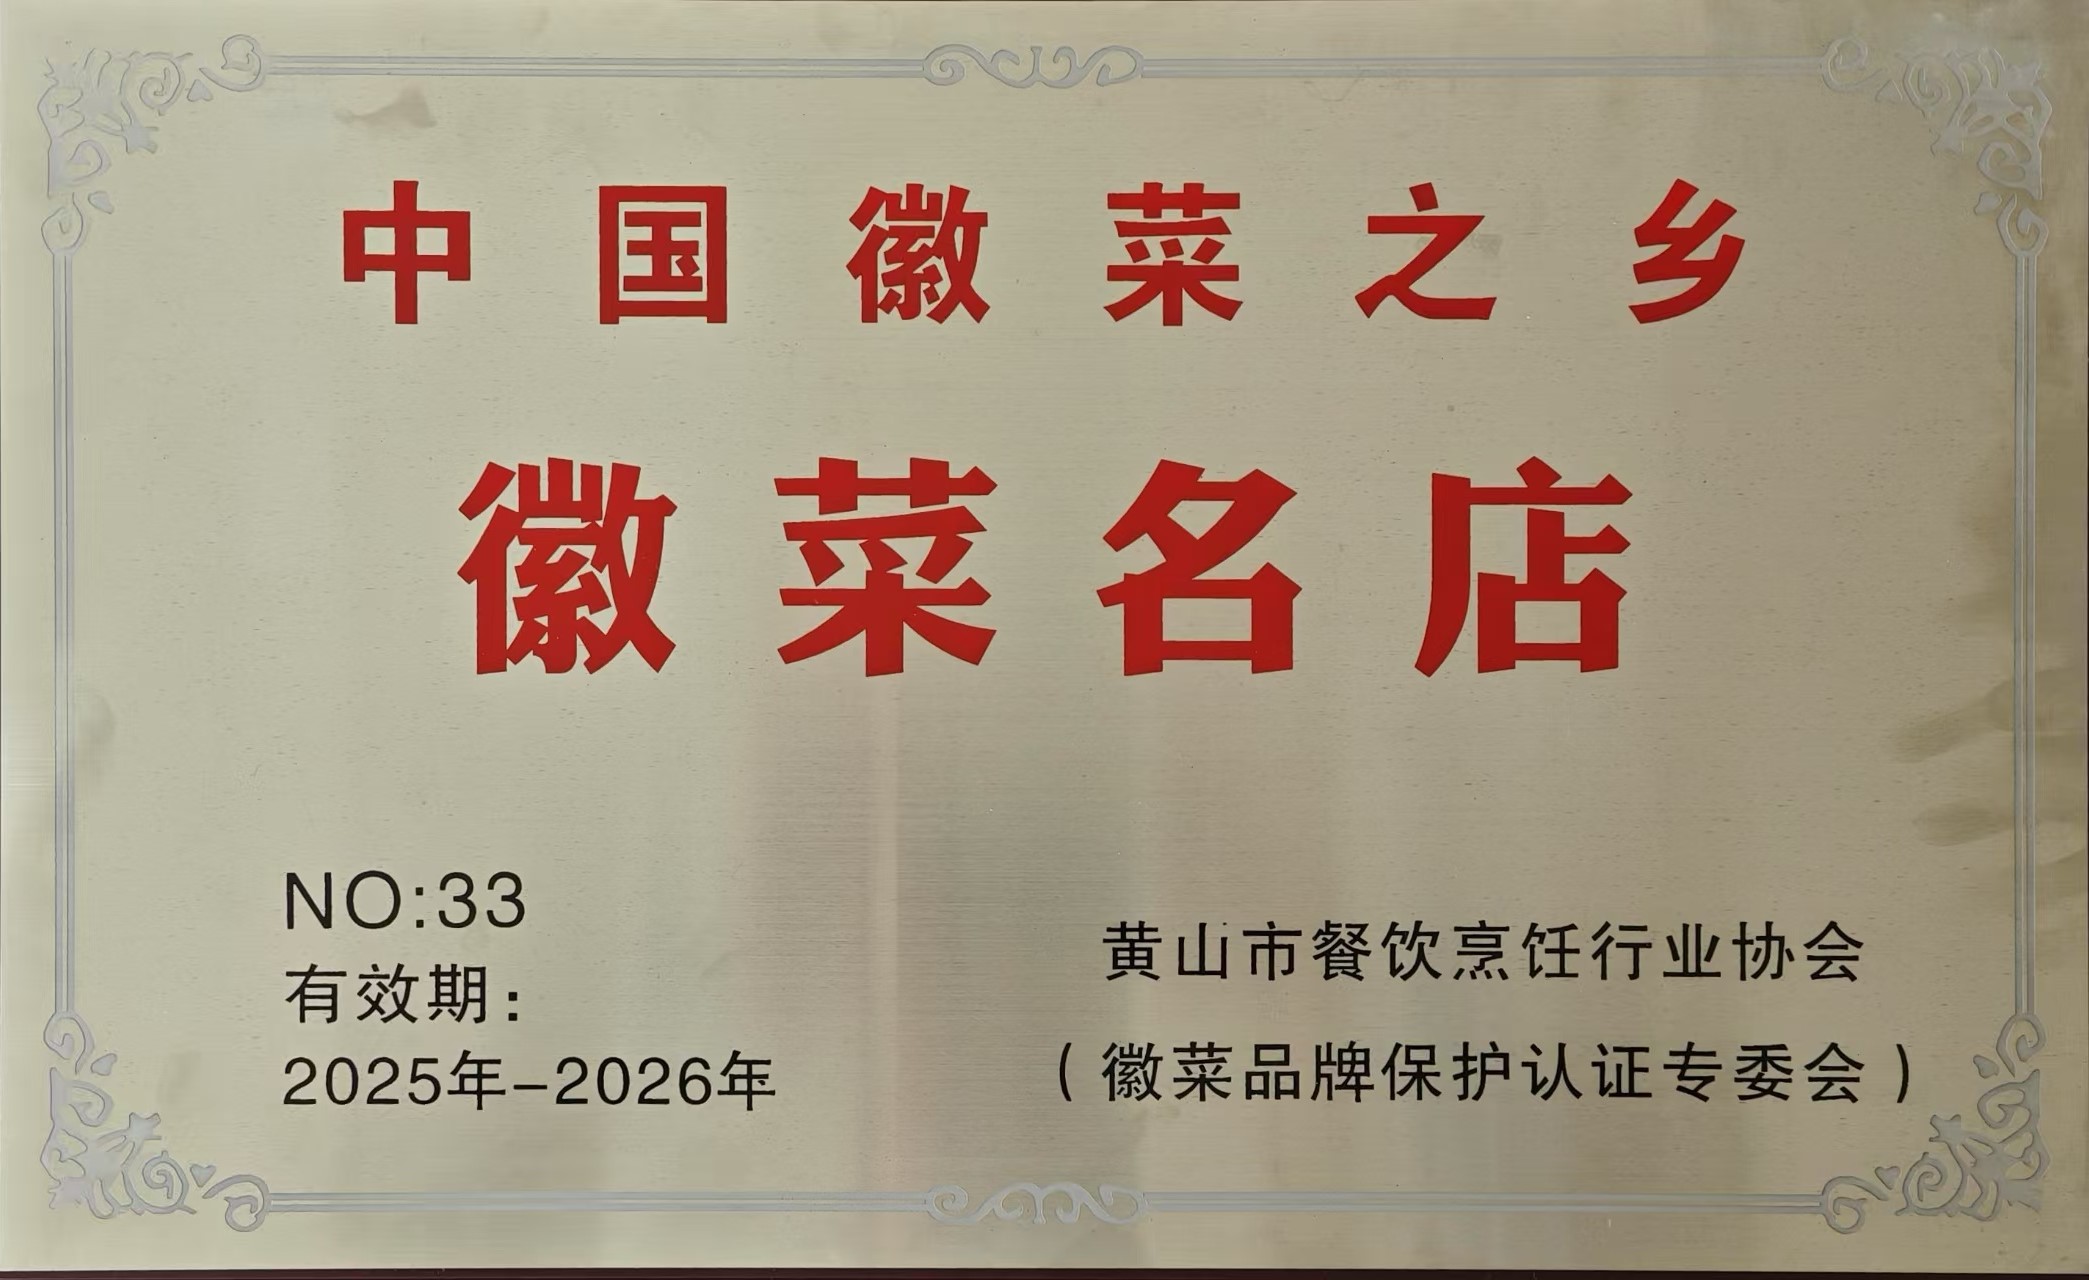 中国徽菜之乡
徽菜名店
NO:33
有效期:
2025年-2026年
黄山市餐饮烹饪行业协会
(徽菜品牌保护认证专委会)